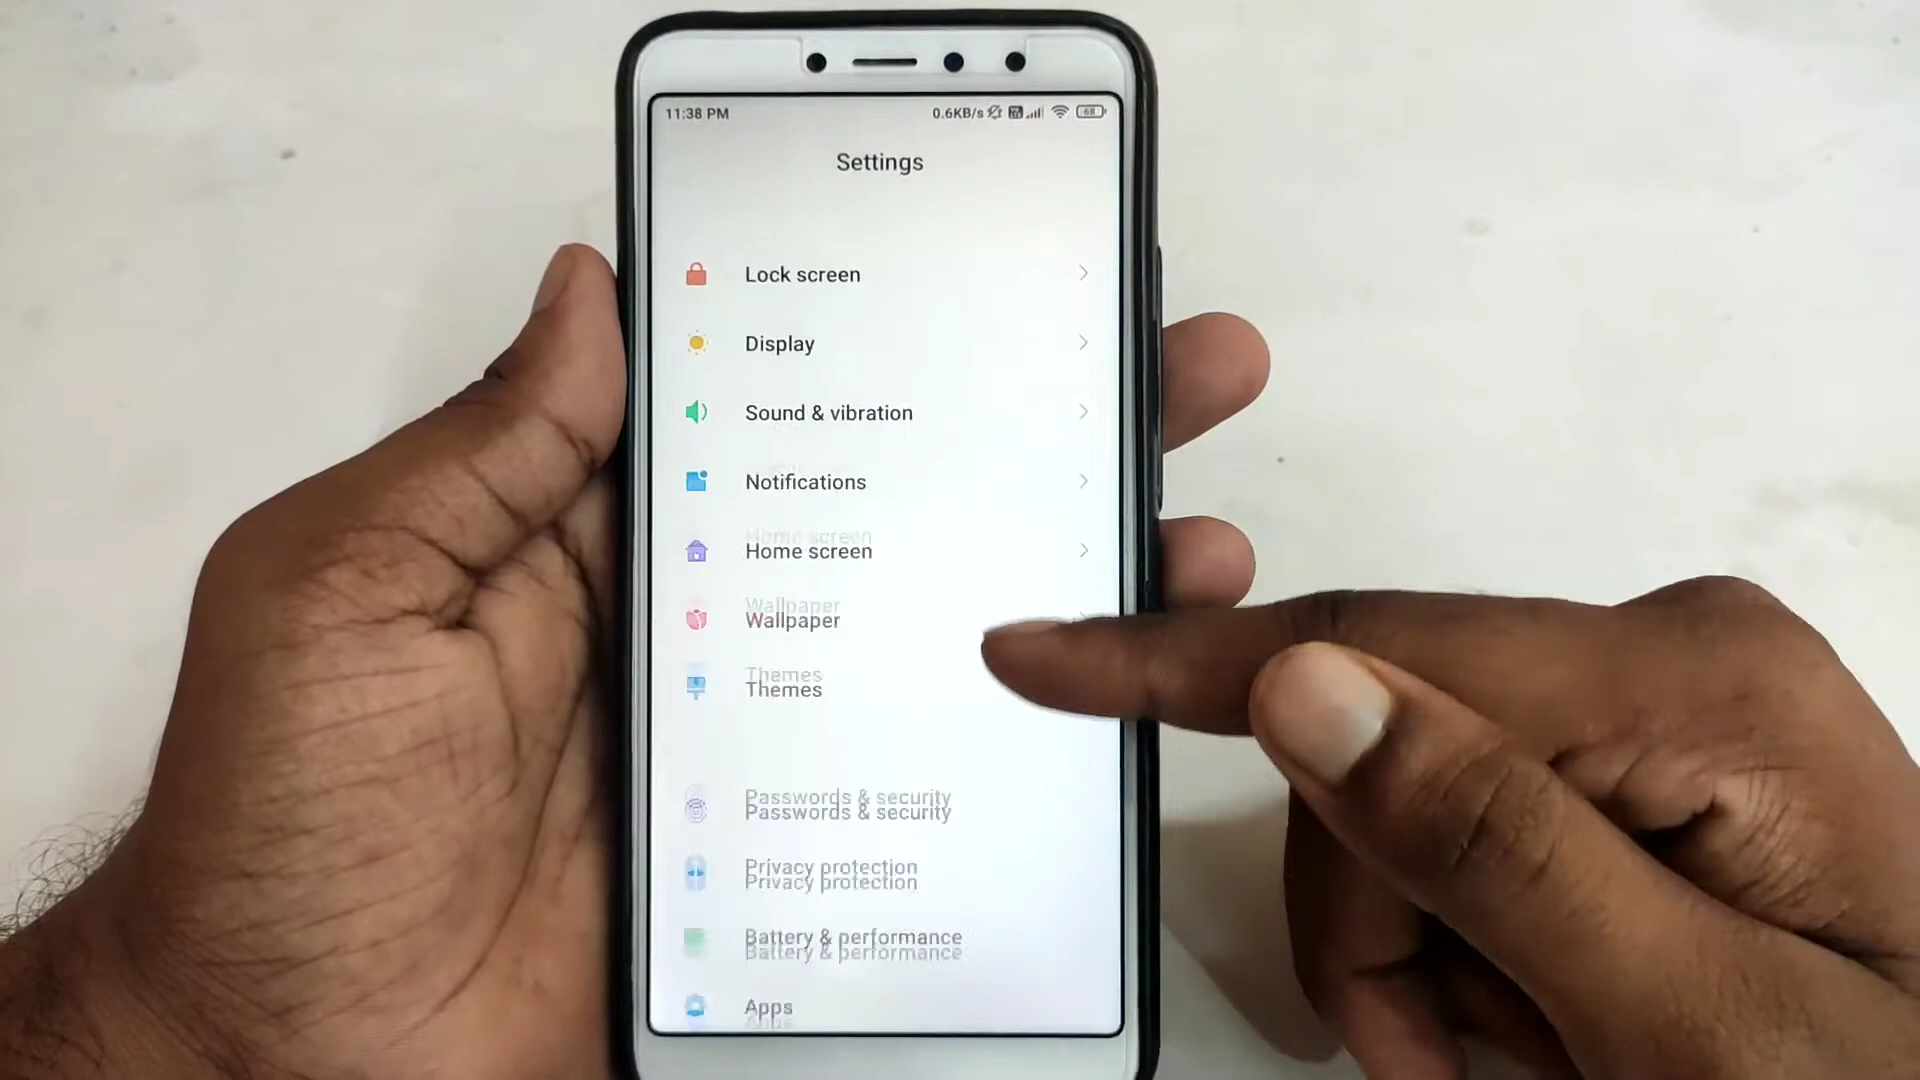 11:38 PM 0.6KB/s 68
Settings
Lock screen
Display
Sound & vibration
Notifications
Home screen
Wallpaper
Themes
Passwords & security
Privacy protection
Battery & performance
Apps